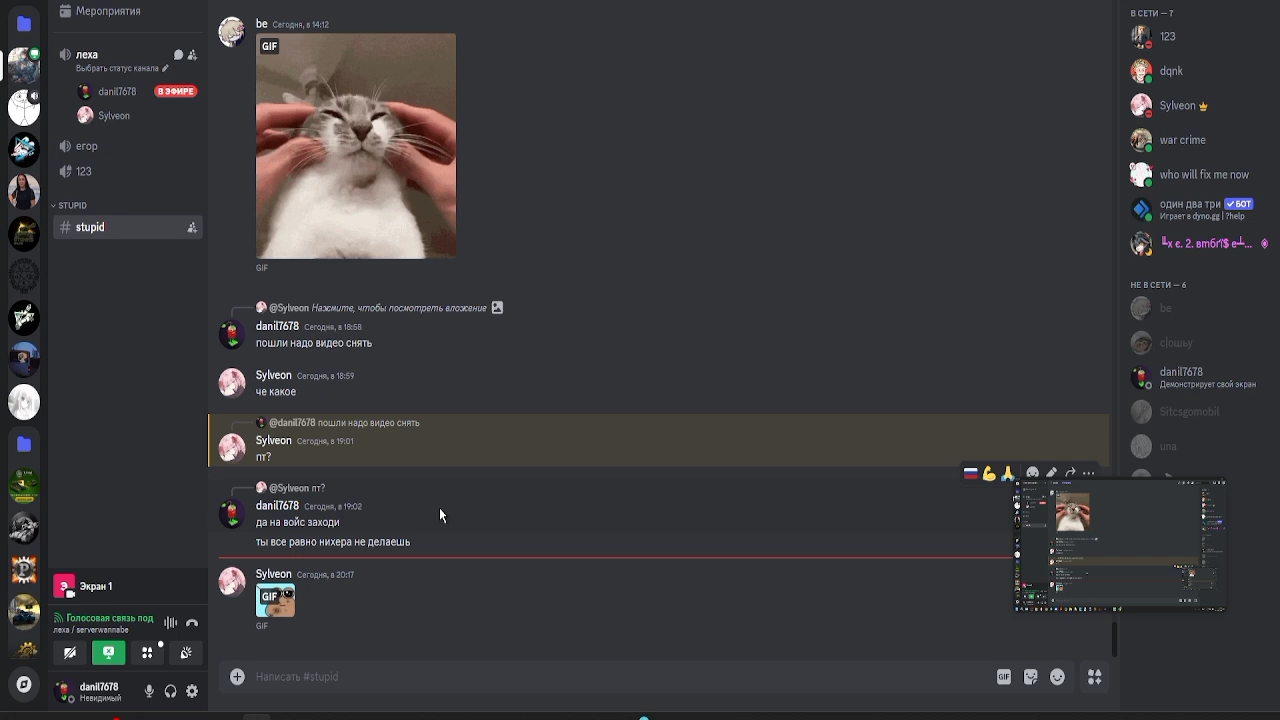 Мероприятия
леха
Выбрать статус канала
danil7678 В ЭФИРЕ
Sylveon
егор
123
STUPID
# stupid
Экран 1
Голосовая связь под
леха / serverwannabe
danil7678
Невидимый
be Сегодня, в 14:12
GIF
GIF
@Sylveon Нажмите, чтобы посмотреть вложение
danil7678 Сегодня, в 18:58
пошли надо видео снять
Sylveon Сегодня, в 18:59
че какое
@danil7678 пошли надо видео снять
Sylveon Сегодня, в 19:01
пт?
@Sylveon пт?
danil7678 Сегодня, в 19:02
да на войс заходи
ты все равно нихера не делаешь
Sylveon Сегодня, в 20:17
GIF
GIF
Написать #stupid
GIF
В СЕТИ — 7
123
dqnk
Sylveon
war crime
who will fix me now
один два три БОТ
Играет в dyno.gg | ?help
НЕ В СЕТИ — 6
be
danil7678
Демонстрирует свой экран
Sitcsgomobil
una